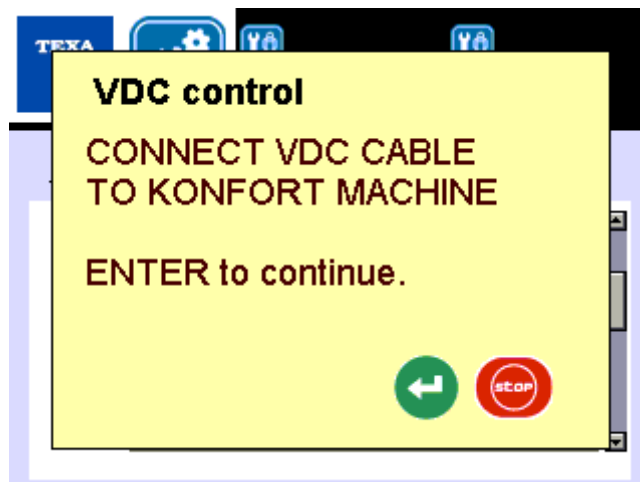 TEXA
VDC control
CONNECT VDC CABLE
TO KONFORT MACHINE
ENTER to continue.
stop